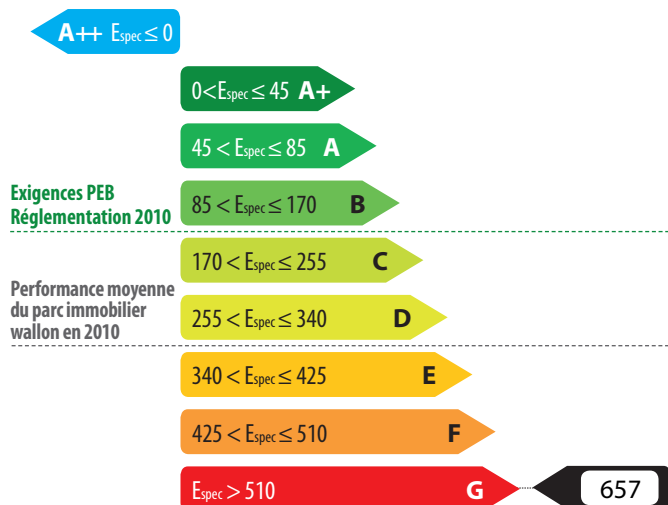 A++ Espec ≤ 0
0<Espec ≤ 45 A+
45 < Espec ≤ 85 A
Exigences PEB
Réglementation 2010
85 < Espec ≤ 170 B
170 < Espec ≤ 255 C
Performance moyenne
du parc immobilier
wallon en 2010
255 < Espec ≤ 340 D
340 < Espec ≤ 425 E
425 < Espec ≤ 510 F
Espec > 510 G 657